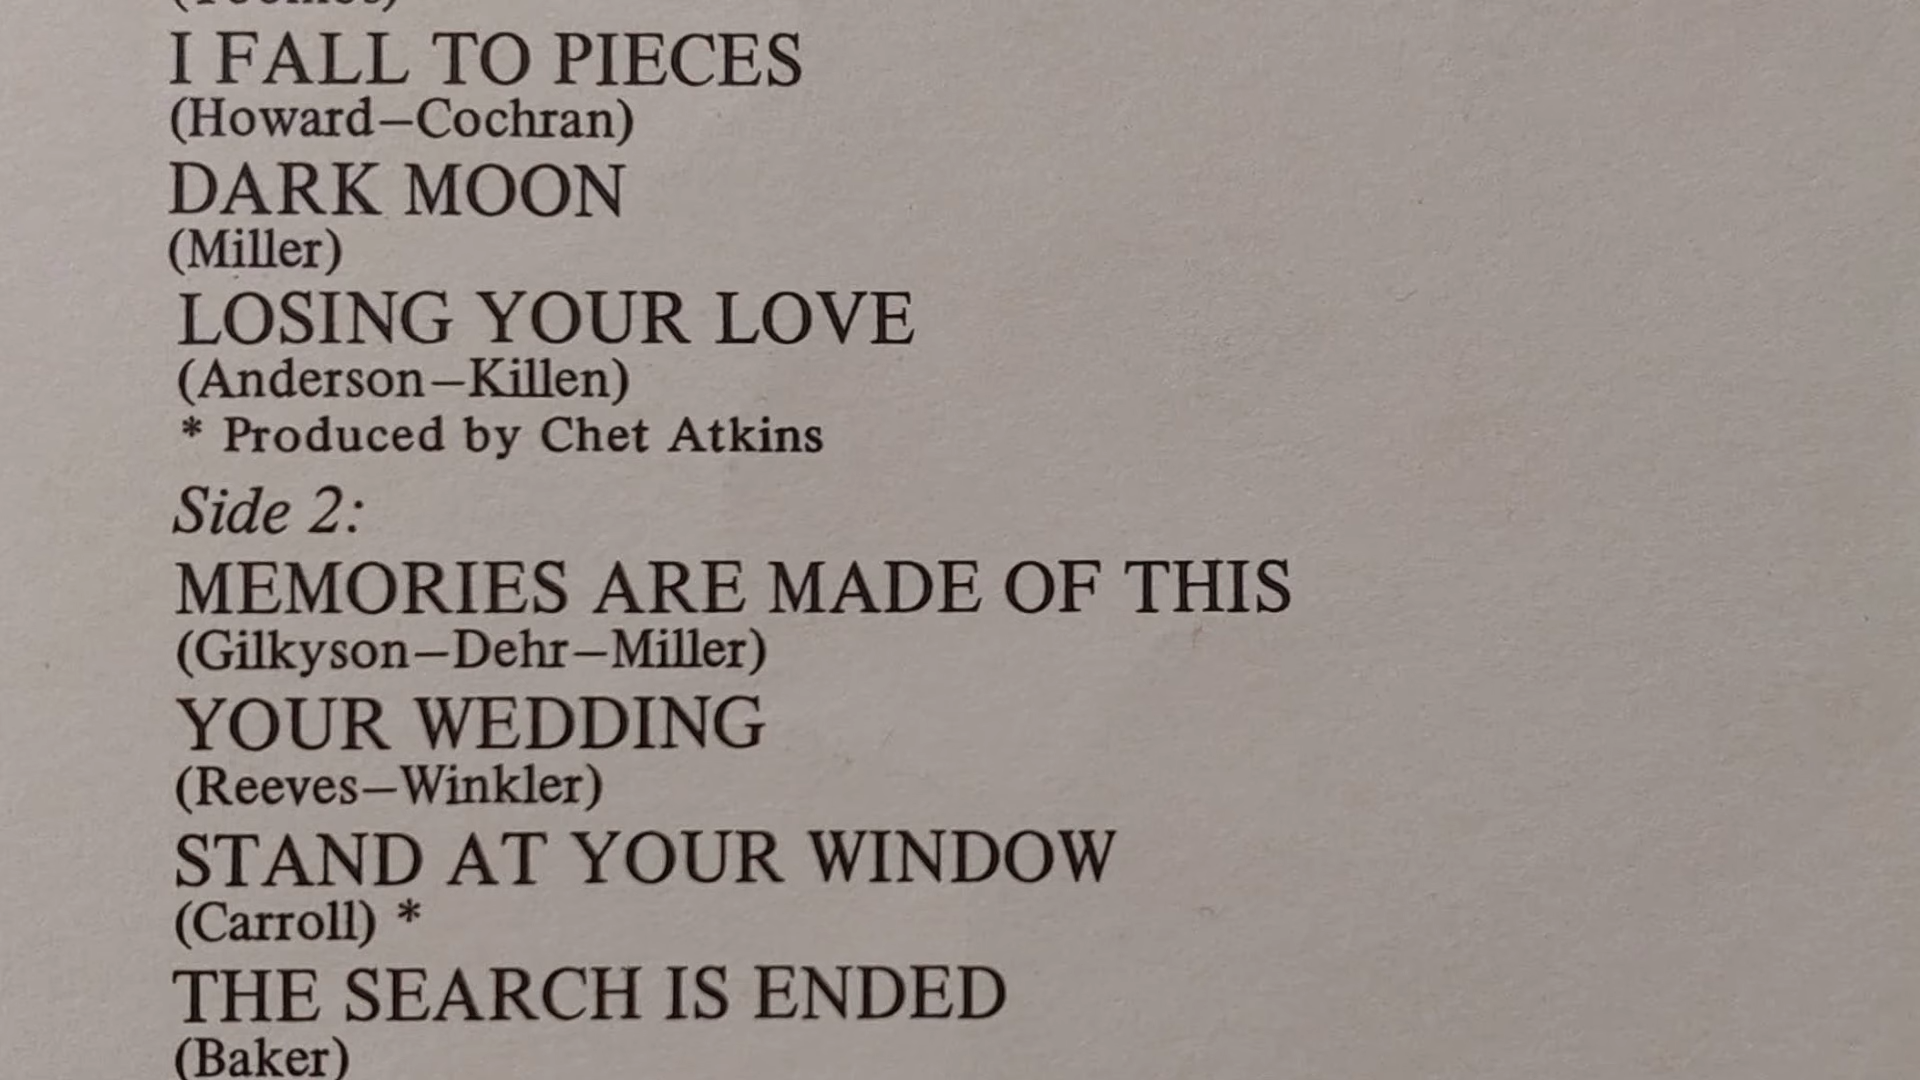 I FALL TO PIECES
(Howard—Cochran)
DARK MOON
(Miller)
LOSING YOUR LOVE
(Anderson—Killen)
* Produced by Chet Atkins
Side 2:
MEMORIES ARE MADE OF THIS
(Gilkyson—Dehr—Miller)
YOUR WEDDING
(Reeves—Winkler)
STAND AT YOUR WINDOW
(Carroll) *
THE SEARCH IS ENDED
(Baker)